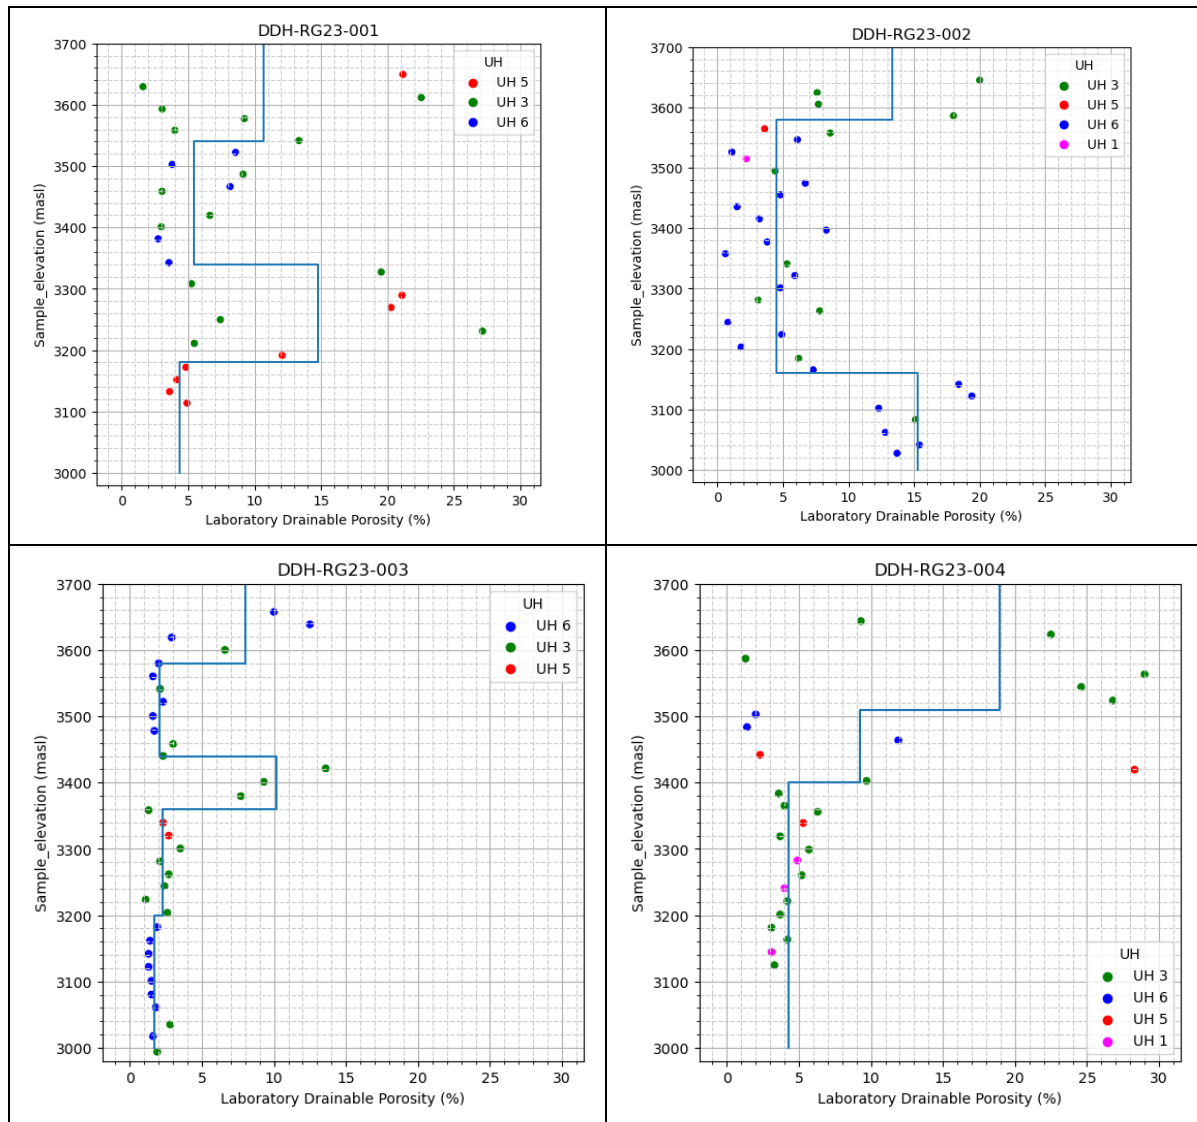 DDH-RG23-001
3700
3600
3500
3400
3300
3200
3100
3000
Sample_elevation (masl)
UH
UH 5
UH 3
UH 6
0 5 10 15 20 25 30
Laboratory Drainable Porosity (%)
DDH-RG23-002
3700
3600
3500
3400
3300
3200
3100
3000
Sample_elevation (masl)
UH
UH 3
UH 5
UH 6
UH 1
0 5 10 15 20 25 30
Laboratory Drainable Porosity (%)
DDH-RG23-003
3700
3600
3500
3400
3300
3200
3100
3000
Sample_elevation (masl)
UH
UH 6
UH 3
UH 5
0 5 10 15 20 25 30
Laboratory Drainable Porosity (%)
DDH-RG23-004
3700
3600
3500
3400
3300
3200
3100
3000
Sample_elevation (masl)
UH
UH 3
UH 6
UH 5
UH 1
0 5 10 15 20 25 30
Laboratory Drainable Porosity (%)